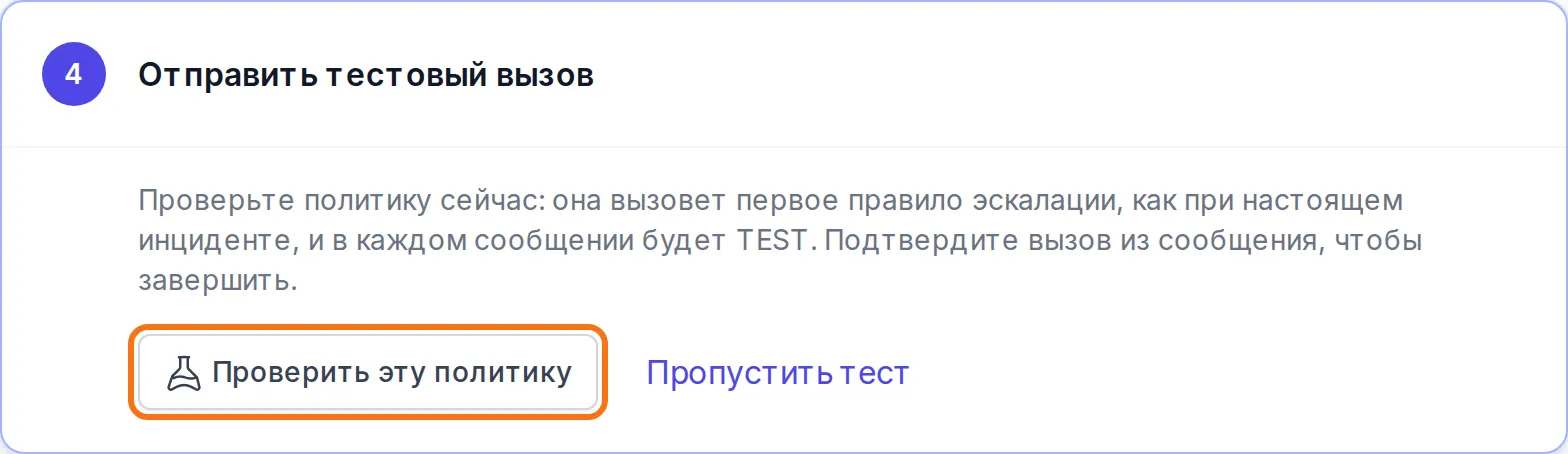 4
Отправить тестовый вызов
Проверьте политику сейчас: она вызовет первое правило эскалации, как при настоящем
инциденте, и в каждом сообщении будет TEST. Подтвердите вызов из сообщения, чтобы
завершить.
Проверить эту политику
Пропустить тест